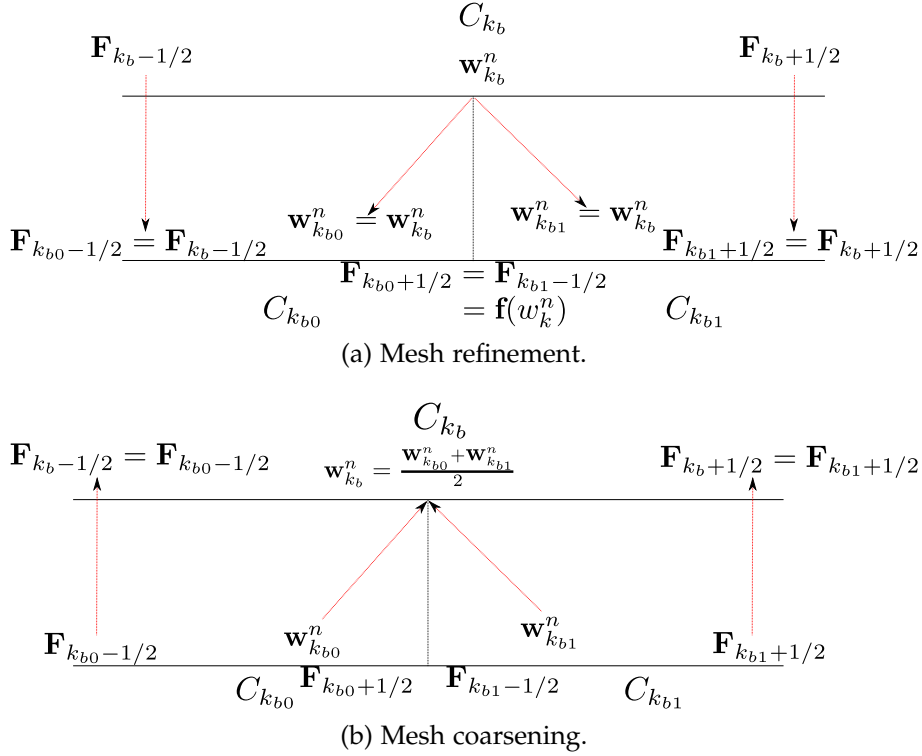 C_{k_b}
F_{k_b−1/2} F_{k_b+1/2}
w^n_{k_b}
w^n_{k_{b0}} = w^n_{k_b} w^n_{k_{b1}} = w^n_{k_b}
F_{k_{b0}−1/2} = F_{k_b−1/2} F_{k_{b1}+1/2} = F_{k_b+1/2}
F_{k_{b0}+1/2} = F_{k_{b1}−1/2}
C_{k_{b0}} = f(w^n_k) C_{k_{b1}}
(a) Mesh refinement.
C_{k_b}
F_{k_b−1/2} = F_{k_{b0}−1/2} w^n_{k_b} = \frac{w^n_{k_{b0}} + w^n_{k_{b1}}}{2} F_{k_b+1/2} = F_{k_{b1}+1/2}
F_{k_{b0}−1/2} w^n_{k_{b0}} w^n_{k_{b1}} F_{k_{b1}+1/2}
C_{k_{b0}} F_{k_{b0}+1/2} F_{k_{b1}−1/2} C_{k_{b1}}
(b) Mesh coarsening.